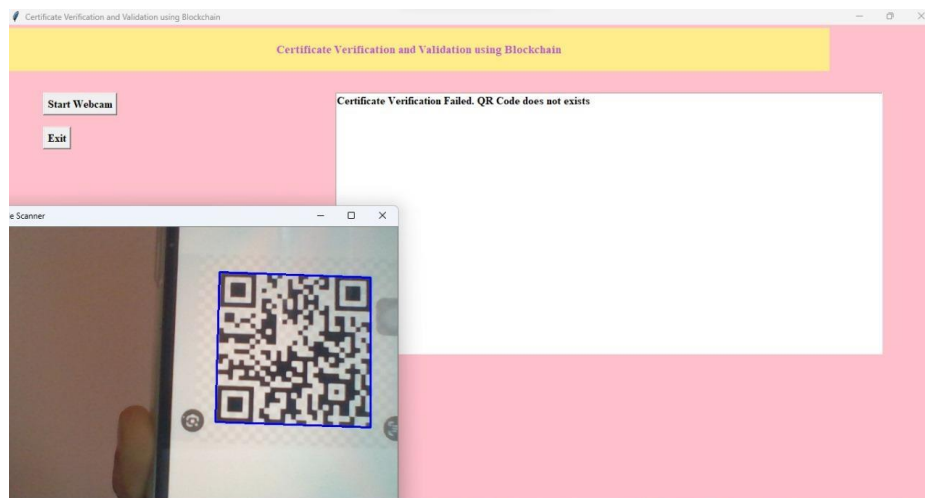 Certificate Verification and Validation using Blockchain
Certificate Verification and Validation using Blockchain
Start Webcam
Certificate Verification Failed. QR Code does not exists
Exit
e Scanner